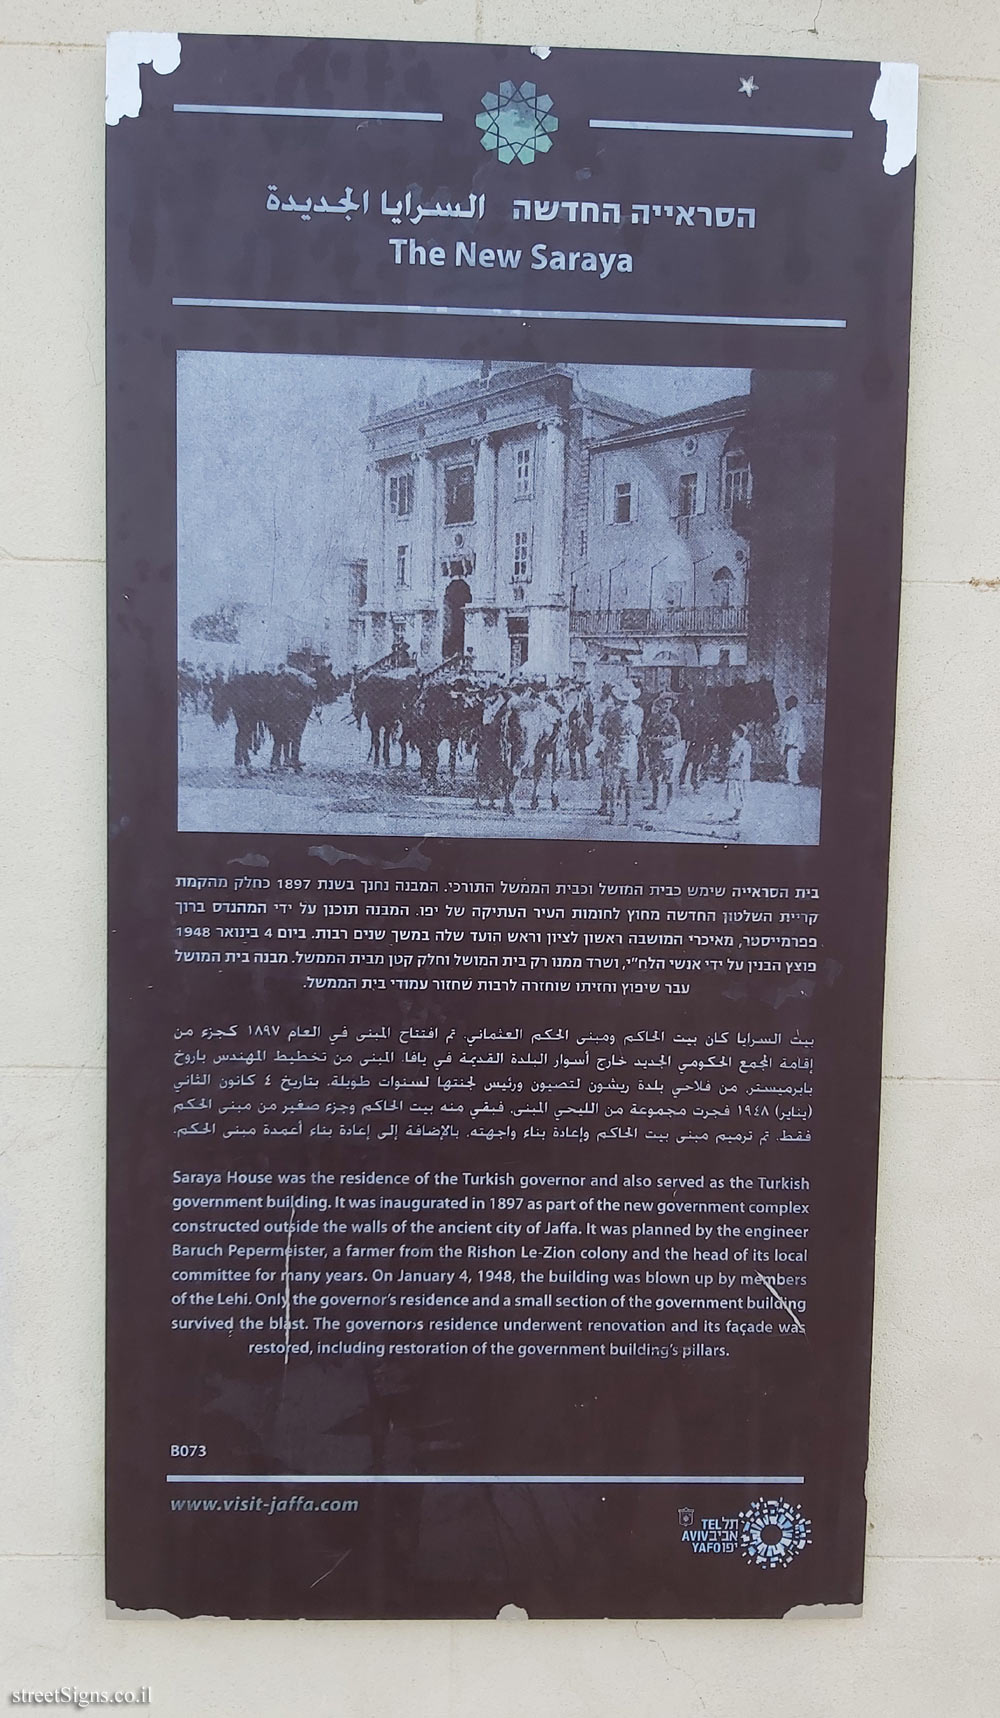 הסראייה החדשה السرايا الجديدة
The New Saraya
בית הסראייה שימש כבית המושל וכבית הממשל התורכי. המבנה נחנך בשנת 1897 כחלק מהקמת
קריית השלטון החדשה מחוץ לחומות העיר העתיקה של יפו. המבנה תוכנן על ידי המהנדס ברוך
פפרמייסטר, מאיכרי המושבה ראשון לציון וראש הועד שלה במשך שנים רבות. ביום 4 בינואר 1948
פוצץ הבנין על ידי אנשי הלח"י, ושרד ממנו רק בית המושל וחלק קטן מבית הממשל. מבנה בית המושל
עבר שיפוץ וחזיתו שוחזרה לרבות שחזור עמודי בית הממשל.
بيت السرايا كان بيت الحاكم ومبنى الحكم العثماني. تم افتتاح المبنى في العام ١٨٩٧ كجزء من
إقامة المجمع الحكومي الجديد خارج أسوار البلدة القديمة في يافا. المبنى من تخطيط المهندس باروخ
بابرميستر، من فلاحي بلدة ريشون لتصيون ورئيس لجنتها لسنوات طويلة. بتاريخ ٤ كانون الثاني
(يناير) ١٩٤٨ فجرت مجموعة من الليحي المبنى، فبقي منه بيت الحاكم وجزء صغير من مبنى الحكم
فقط. تم ترميم مبنى بيت الحاكم وإعادة بناء واجهته، بالإضافة إلى إعادة بناء أعمدة مبنى الحكم.
Saraya House was the residence of the Turkish governor and also served as the Turkish
government building. It was inaugurated in 1897 as part of the new government complex
constructed outside the walls of the ancient city of Jaffa. It was planned by the engineer
Baruch Pepermeister, a farmer from the Rishon Le-Zion colony and the head of its local
committee for many years. On January 4, 1948, the building was blown up by members
of the Lehi. Only the governor's residence and a small section of the government building
survived the blast. The governor›s residence underwent renovation and its façade was
restored, including restoration of the government building's pillars.
B073
www.visit-jaffa.com
TEL תל
AVIV אביב
YAFO יפו
streetSigns.co.il